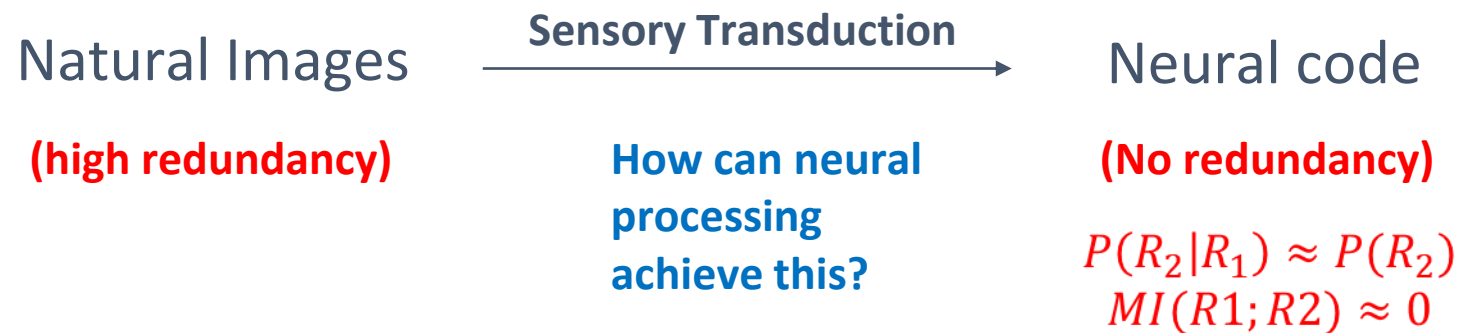 Natural Images
Sensory Transduction
Neural code
(high redundancy)
How can neural
processing
achieve this?
(No redundancy)
P(R₂|R₁) ≈ P(R₂)
MI(R1; R2) ≈ 0